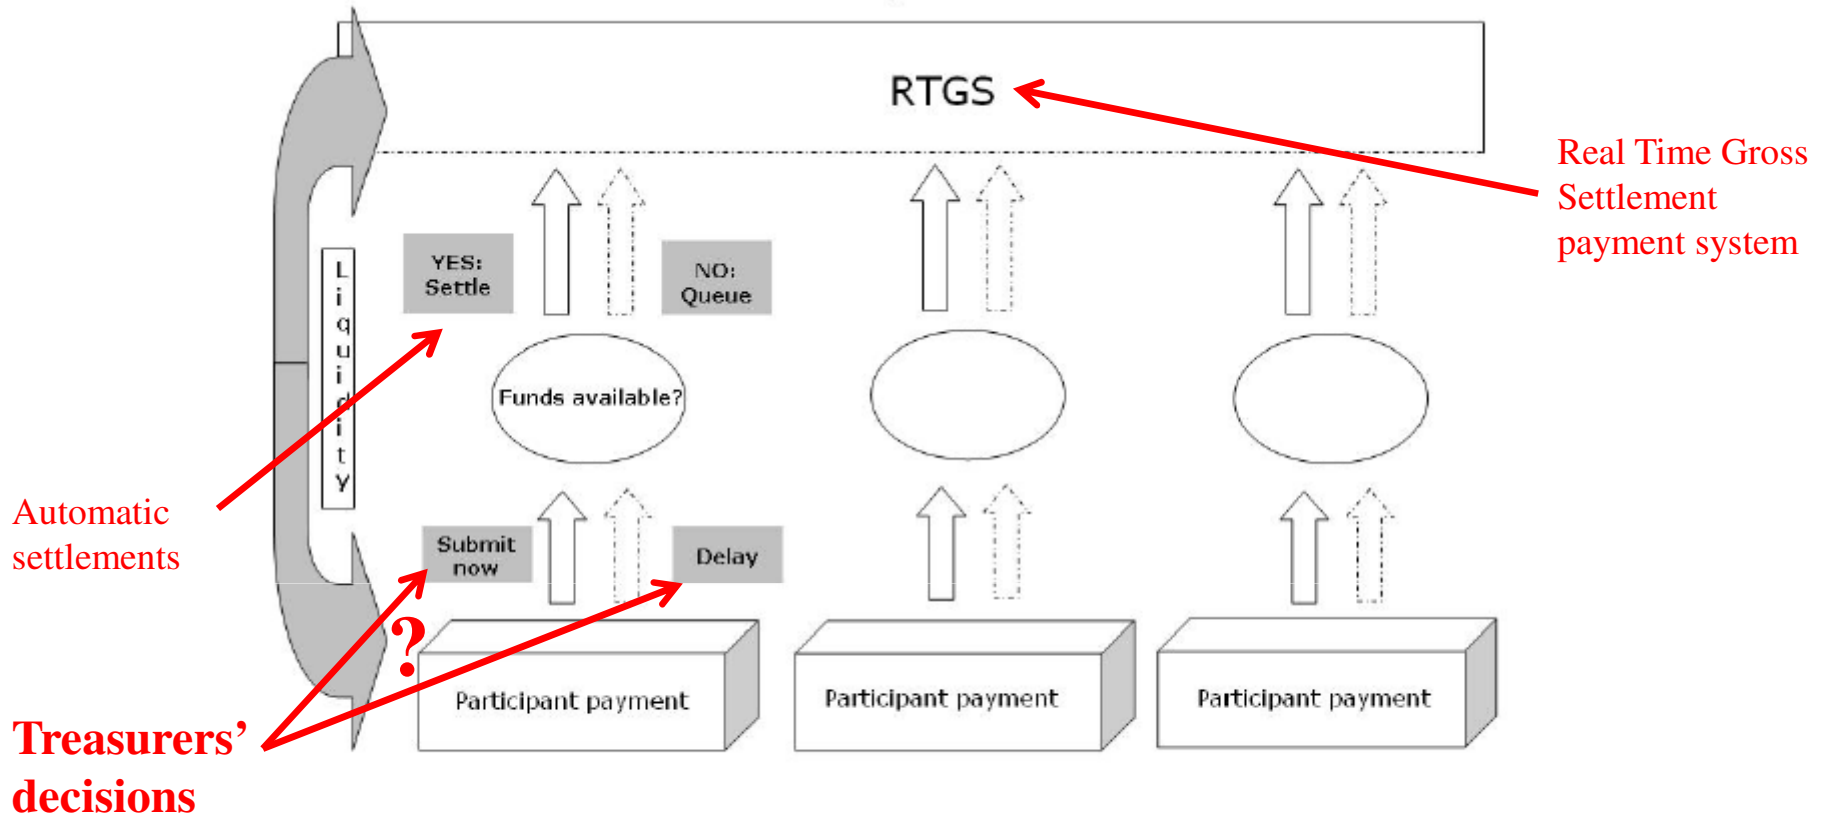 RTGS
Real Time Gross
Settlement
payment system
YES:
Settle
NO:
Queue
Liquidity
Funds available?
Automatic
settlements
Submit
now
Delay
?
Participant payment
Participant payment
Participant payment
Treasurers’
decisions